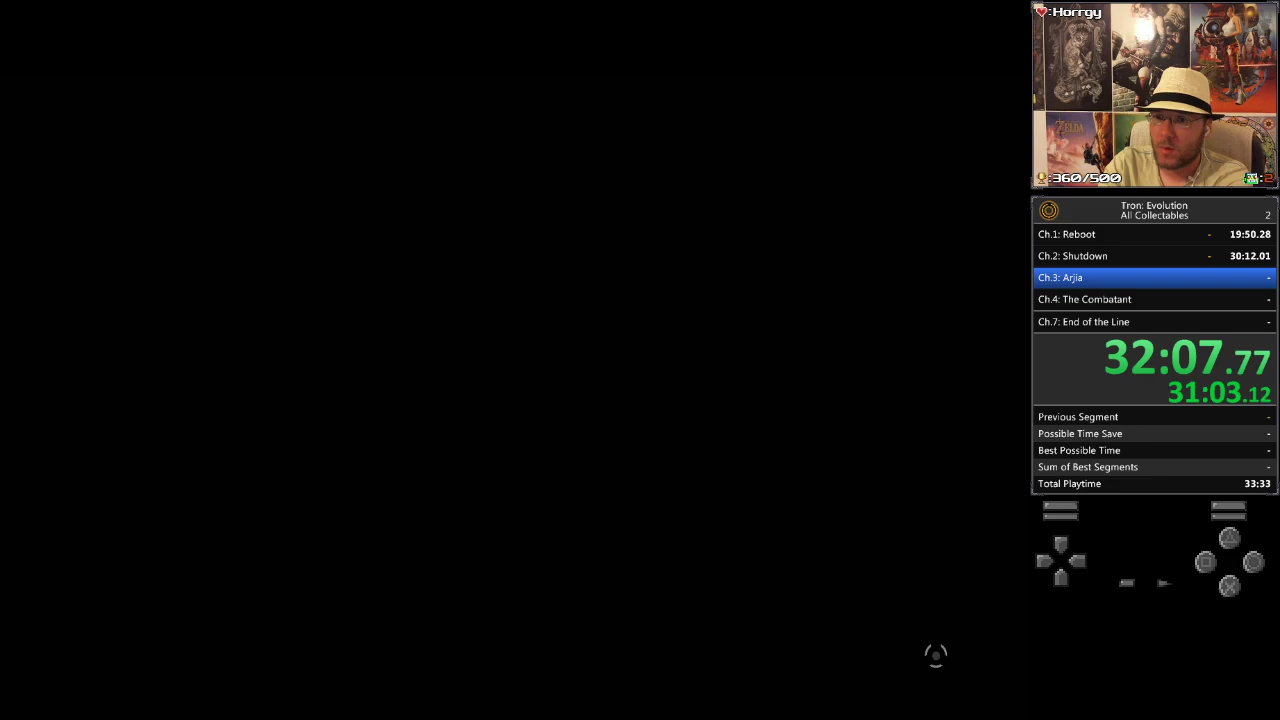 :Horrgy
ZELDA
:360/500
:2
Tron: Evolution
All Collectables
2
Ch.1: Reboot - 19:50.28
Ch.2: Shutdown - 30:12.01
Ch.3: Arjia -
Ch.4: The Combatant -
Ch.7: End of the Line -
32:07.77
31:03.12
Previous Segment -
Possible Time Save -
Best Possible Time -
Sum of Best Segments -
Total Playtime 33:33